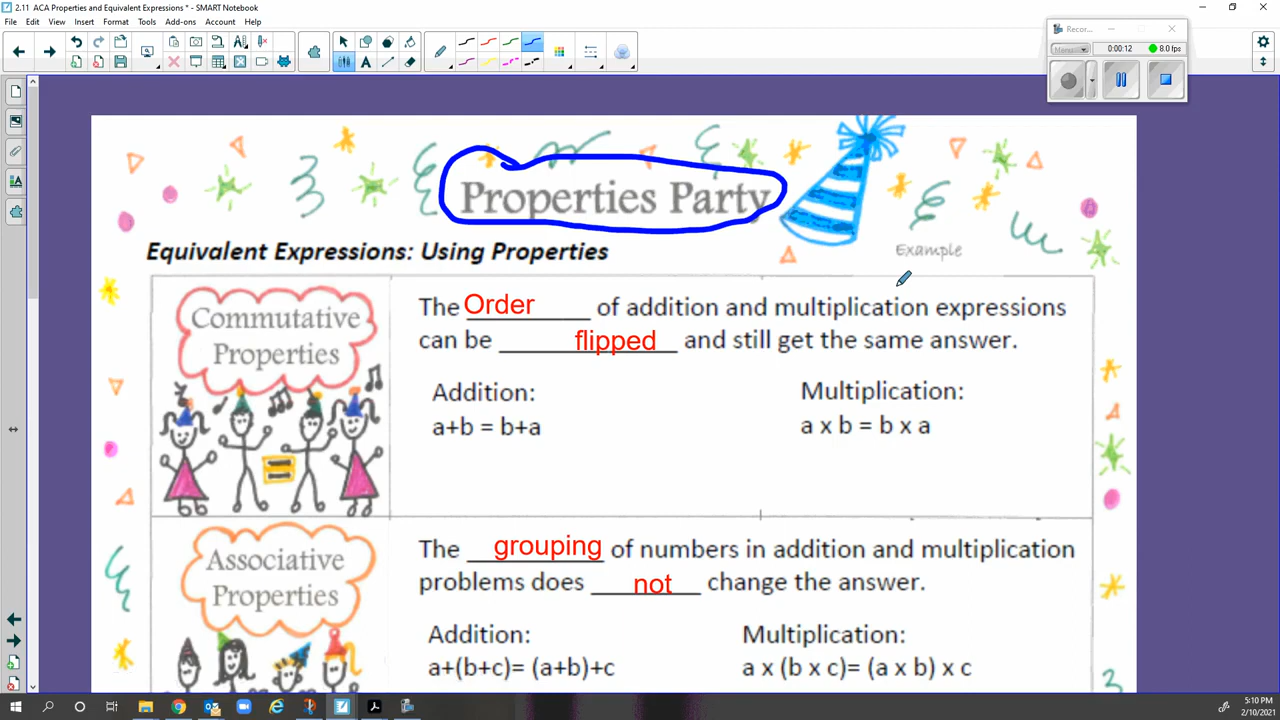 2.11 ACA Properties and Equivalent Expressions * - SMART Notebook
File Edit View Insert Format Tools Add-ons Account Help
Recor...
0:00:12 8.0 fps
Properties Party
Example
Equivalent Expressions: Using Properties
Commutative Properties
The Order of addition and multiplication expressions
can be flipped and still get the same answer.
Addition: Multiplication:
a+b = b+a a x b = b x a
Associative Properties
The grouping of numbers in addition and multiplication
problems does not change the answer.
Addition: Multiplication:
a+(b+c)= (a+b)+c a x (b x c)= (a x b) x c
5:10 PM
2/10/2021